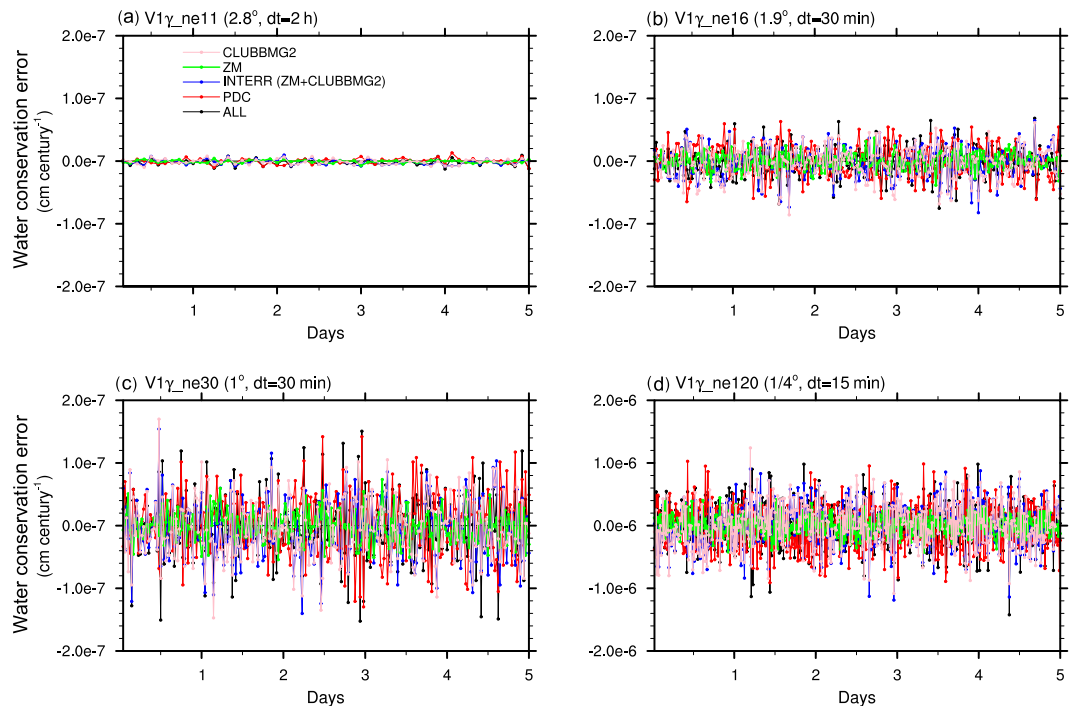 (a) V1γ_ne11 (2.8°, dt=2 h)
2.0e-7
1.0e-7
0.0e-7
-1.0e-7
-2.0e-7
Water conservation error
(cm century⁻¹)
CLUBBMG2
ZM
INTERR (ZM+CLUBBMG2)
PDC
ALL
1 2 3 4 5
Days
(b) V1γ_ne16 (1.9°, dt=30 min)
2.0e-7
1.0e-7
0.0e-7
-1.0e-7
-2.0e-7
1 2 3 4 5
Days
(c) V1γ_ne30 (1°, dt=30 min)
2.0e-7
1.0e-7
0.0e-7
-1.0e-7
-2.0e-7
Water conservation error
(cm century⁻¹)
1 2 3 4 5
Days
(d) V1γ_ne120 (1/4°, dt=15 min)
2.0e-6
1.0e-6
0.0e-6
-1.0e-6
-2.0e-6
1 2 3 4 5
Days